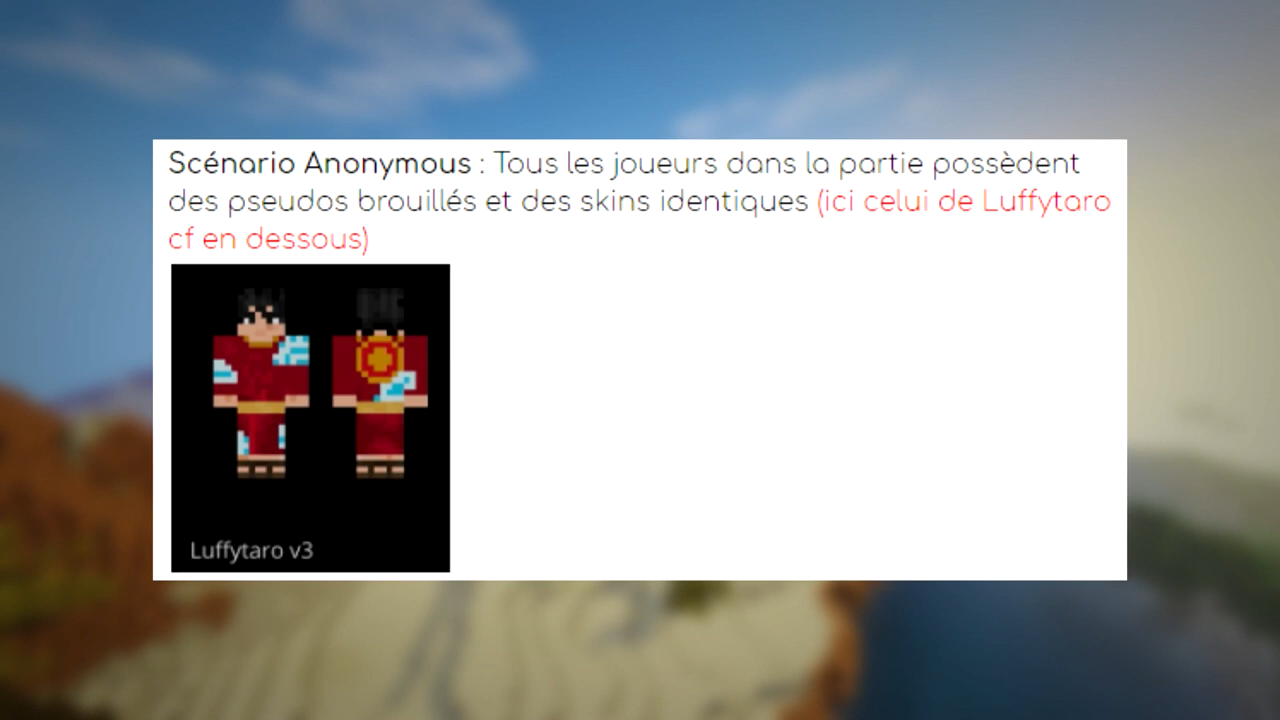 Scénario Anonymous : Tous les joueurs dans la partie possèdent
des pseudos brouillés et des skins identiques (ici celui de Luffytaro
cf en dessous)
Luffytaro v3